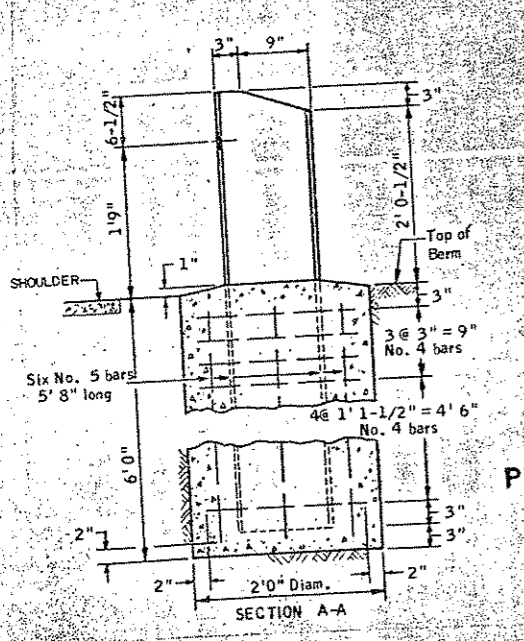 3" 9"
3"
6-1/2"
2' 0-1/2"
1'9"
Top of
Berm
1"
SHOULDER
3"
3 @ 3" = 9"
No. 4 bars
Six No. 5 bars
5' 8" long
4@ 1' 1-1/2" = 4' 6"
No. 4 bars
6' 0"
P
3"
2"
3"
2" 2'0" Diam. 2"
SECTION A-A